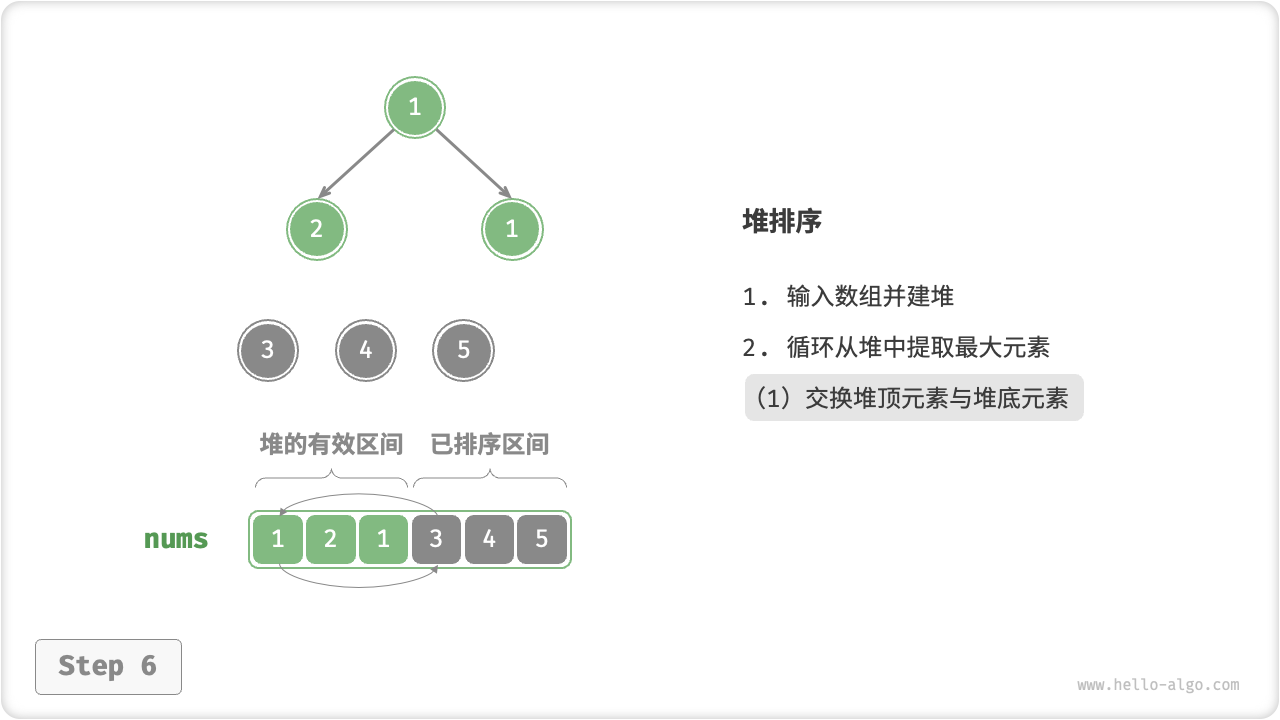 1
2 1
堆排序
1. 输入数组并建堆
2. 循环从堆中提取最大元素
（1）交换堆顶元素与堆底元素
3 4 5
堆的有效区间 已排序区间
nums 1 2 1 3 4 5
Step 6
www.hello-algo.com